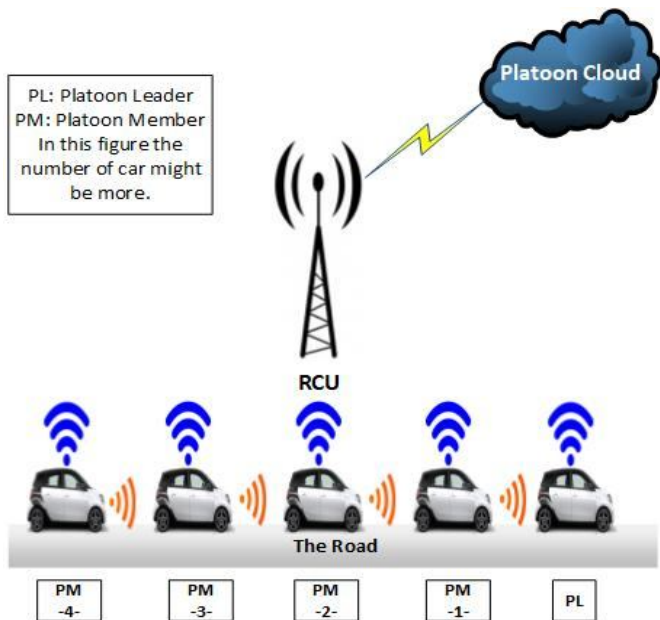 Platoon Cloud
PL: Platoon Leader
PM: Platoon Member
In this figure the
number of car might
be more.
RCU
The Road
PM
-4-
PM
-3-
PM
-2-
PM
-1-
PL